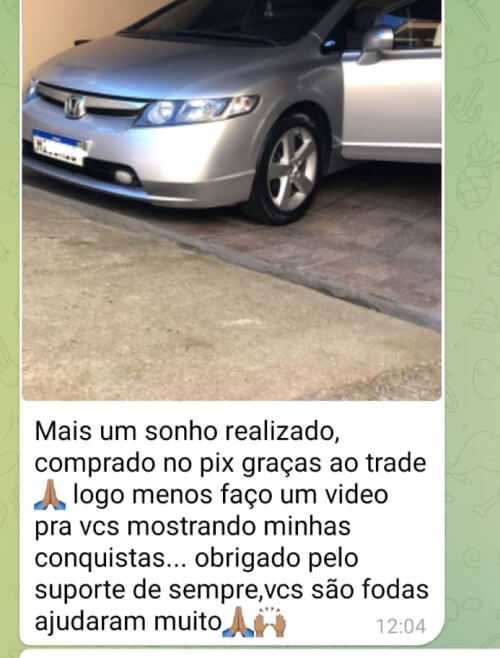 Mais um sonho realizado,
comprado no pix graças ao trade
🙏🏽 logo menos faço um video
pra vcs mostrando minhas
conquistas... obrigado pelo
suporte de sempre,vcs são fodas
ajudaram muito🙏🏽🙌🏽
12:04